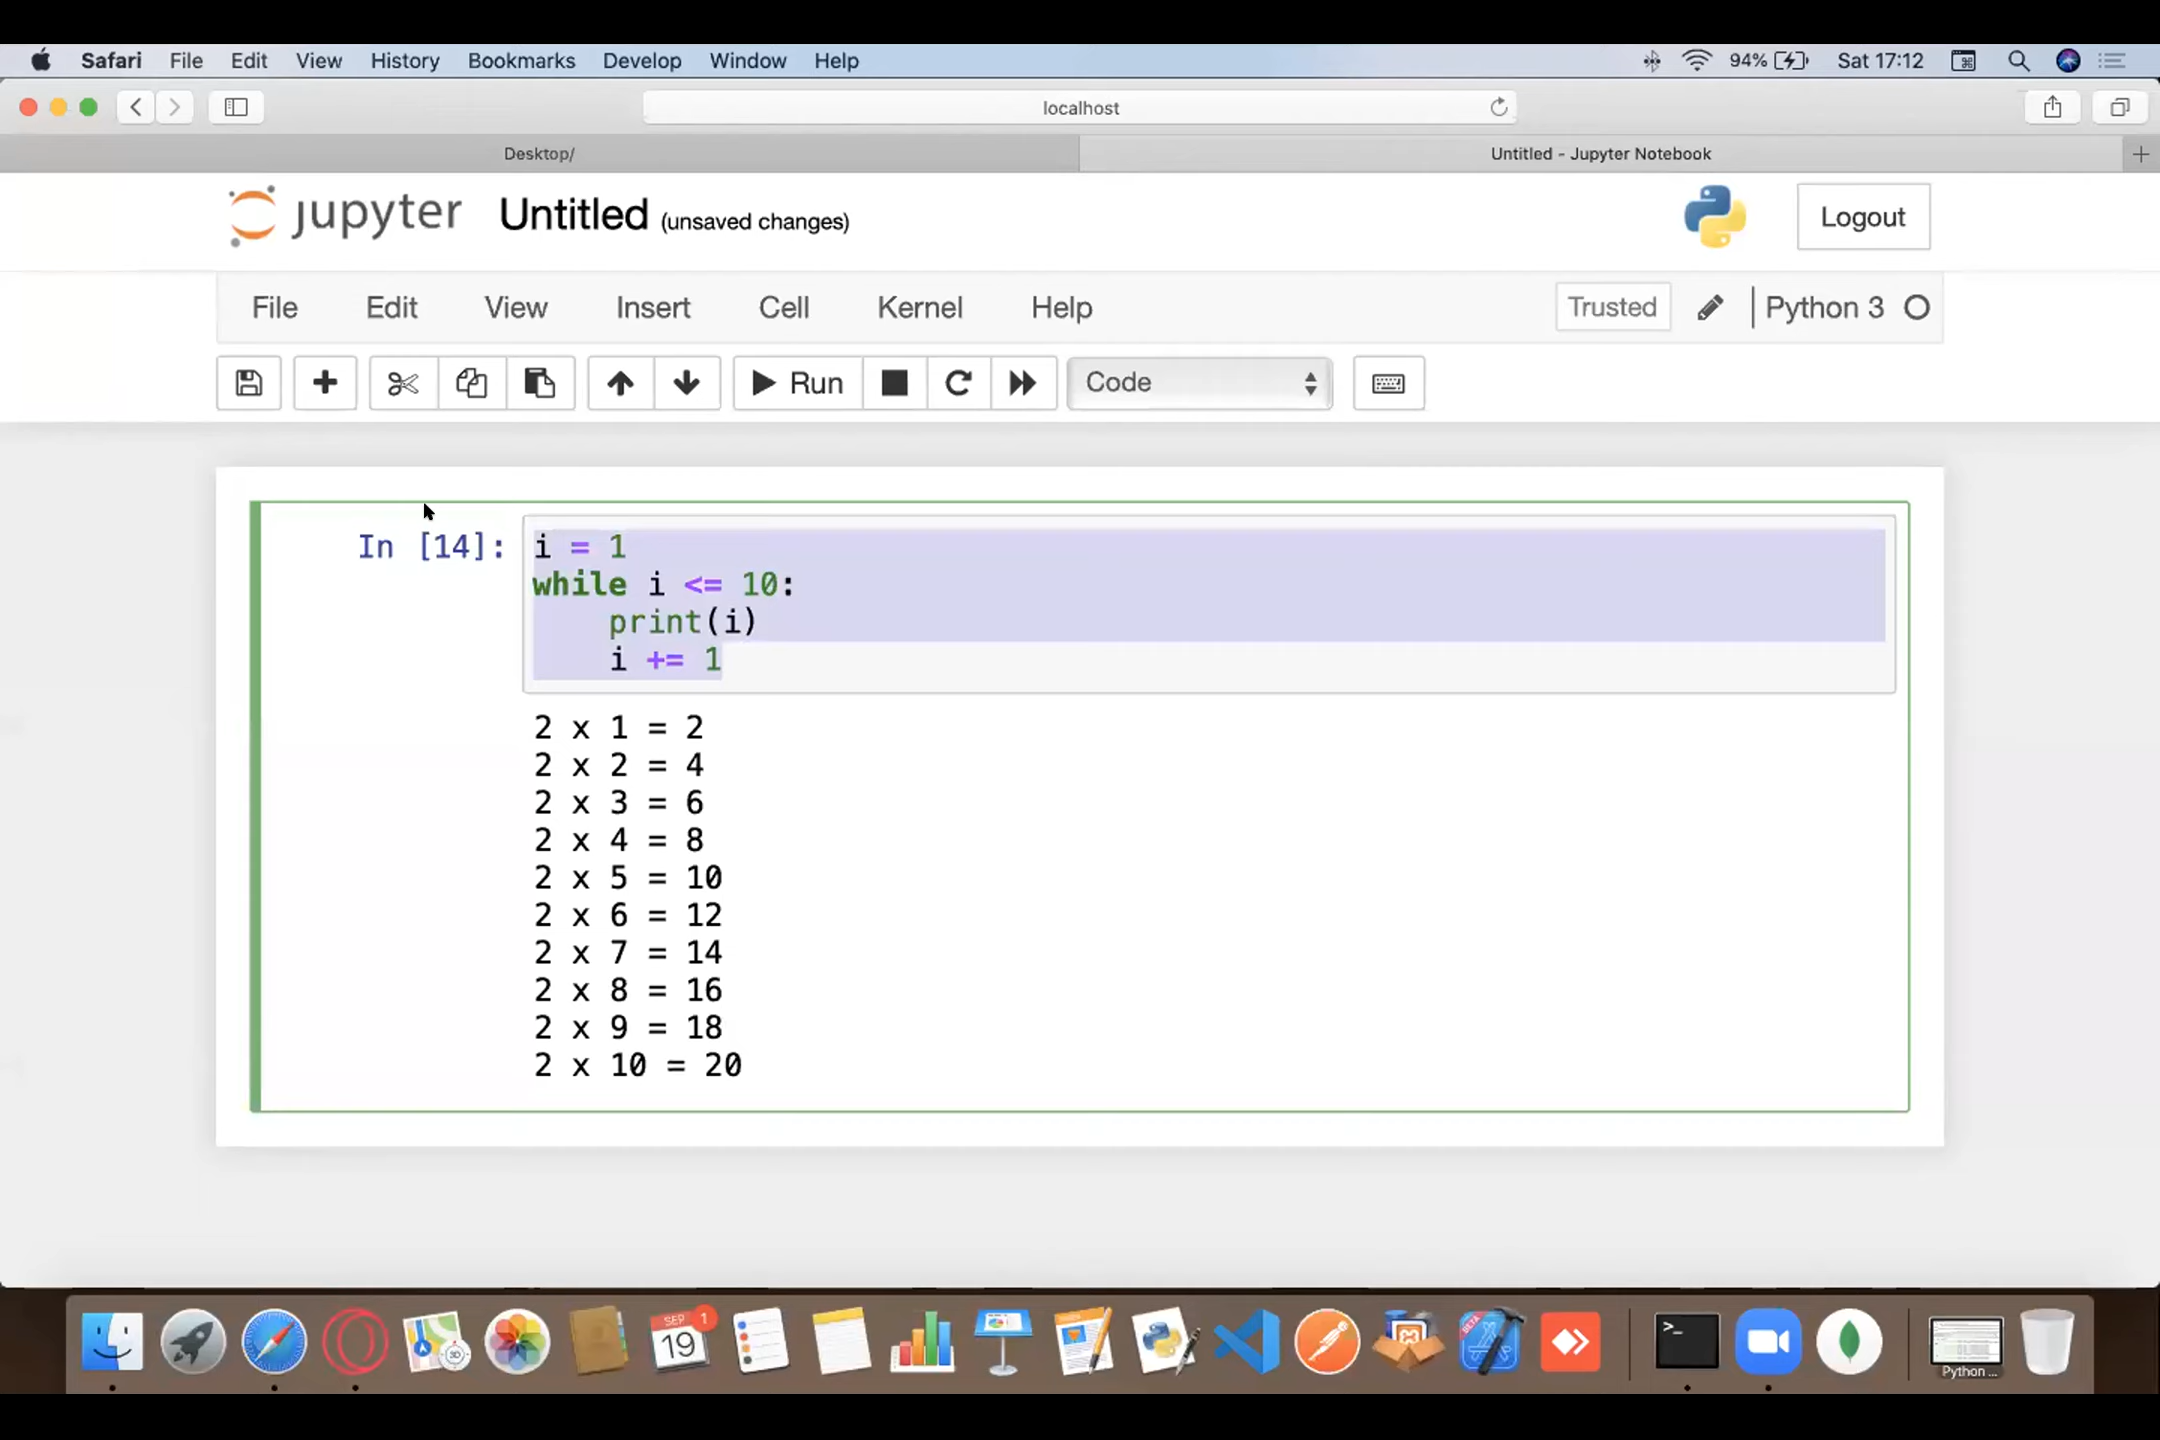 Safari File Edit View History Bookmarks Develop Window Help 94% Sat 17:12
localhost
Desktop/ Untitled - Jupyter Notebook
jupyter Untitled (unsaved changes) Logout
File Edit View Insert Cell Kernel Help Trusted Python 3
Run Code
In [14]: i = 1
while i <= 10:
    print(i)
    i += 1
2 x 1 = 2
2 x 2 = 4
2 x 3 = 6
2 x 4 = 8
2 x 5 = 10
2 x 6 = 12
2 x 7 = 14
2 x 8 = 16
2 x 9 = 18
2 x 10 = 20
SEP 1
19
3D
BETA
>_
Python ...